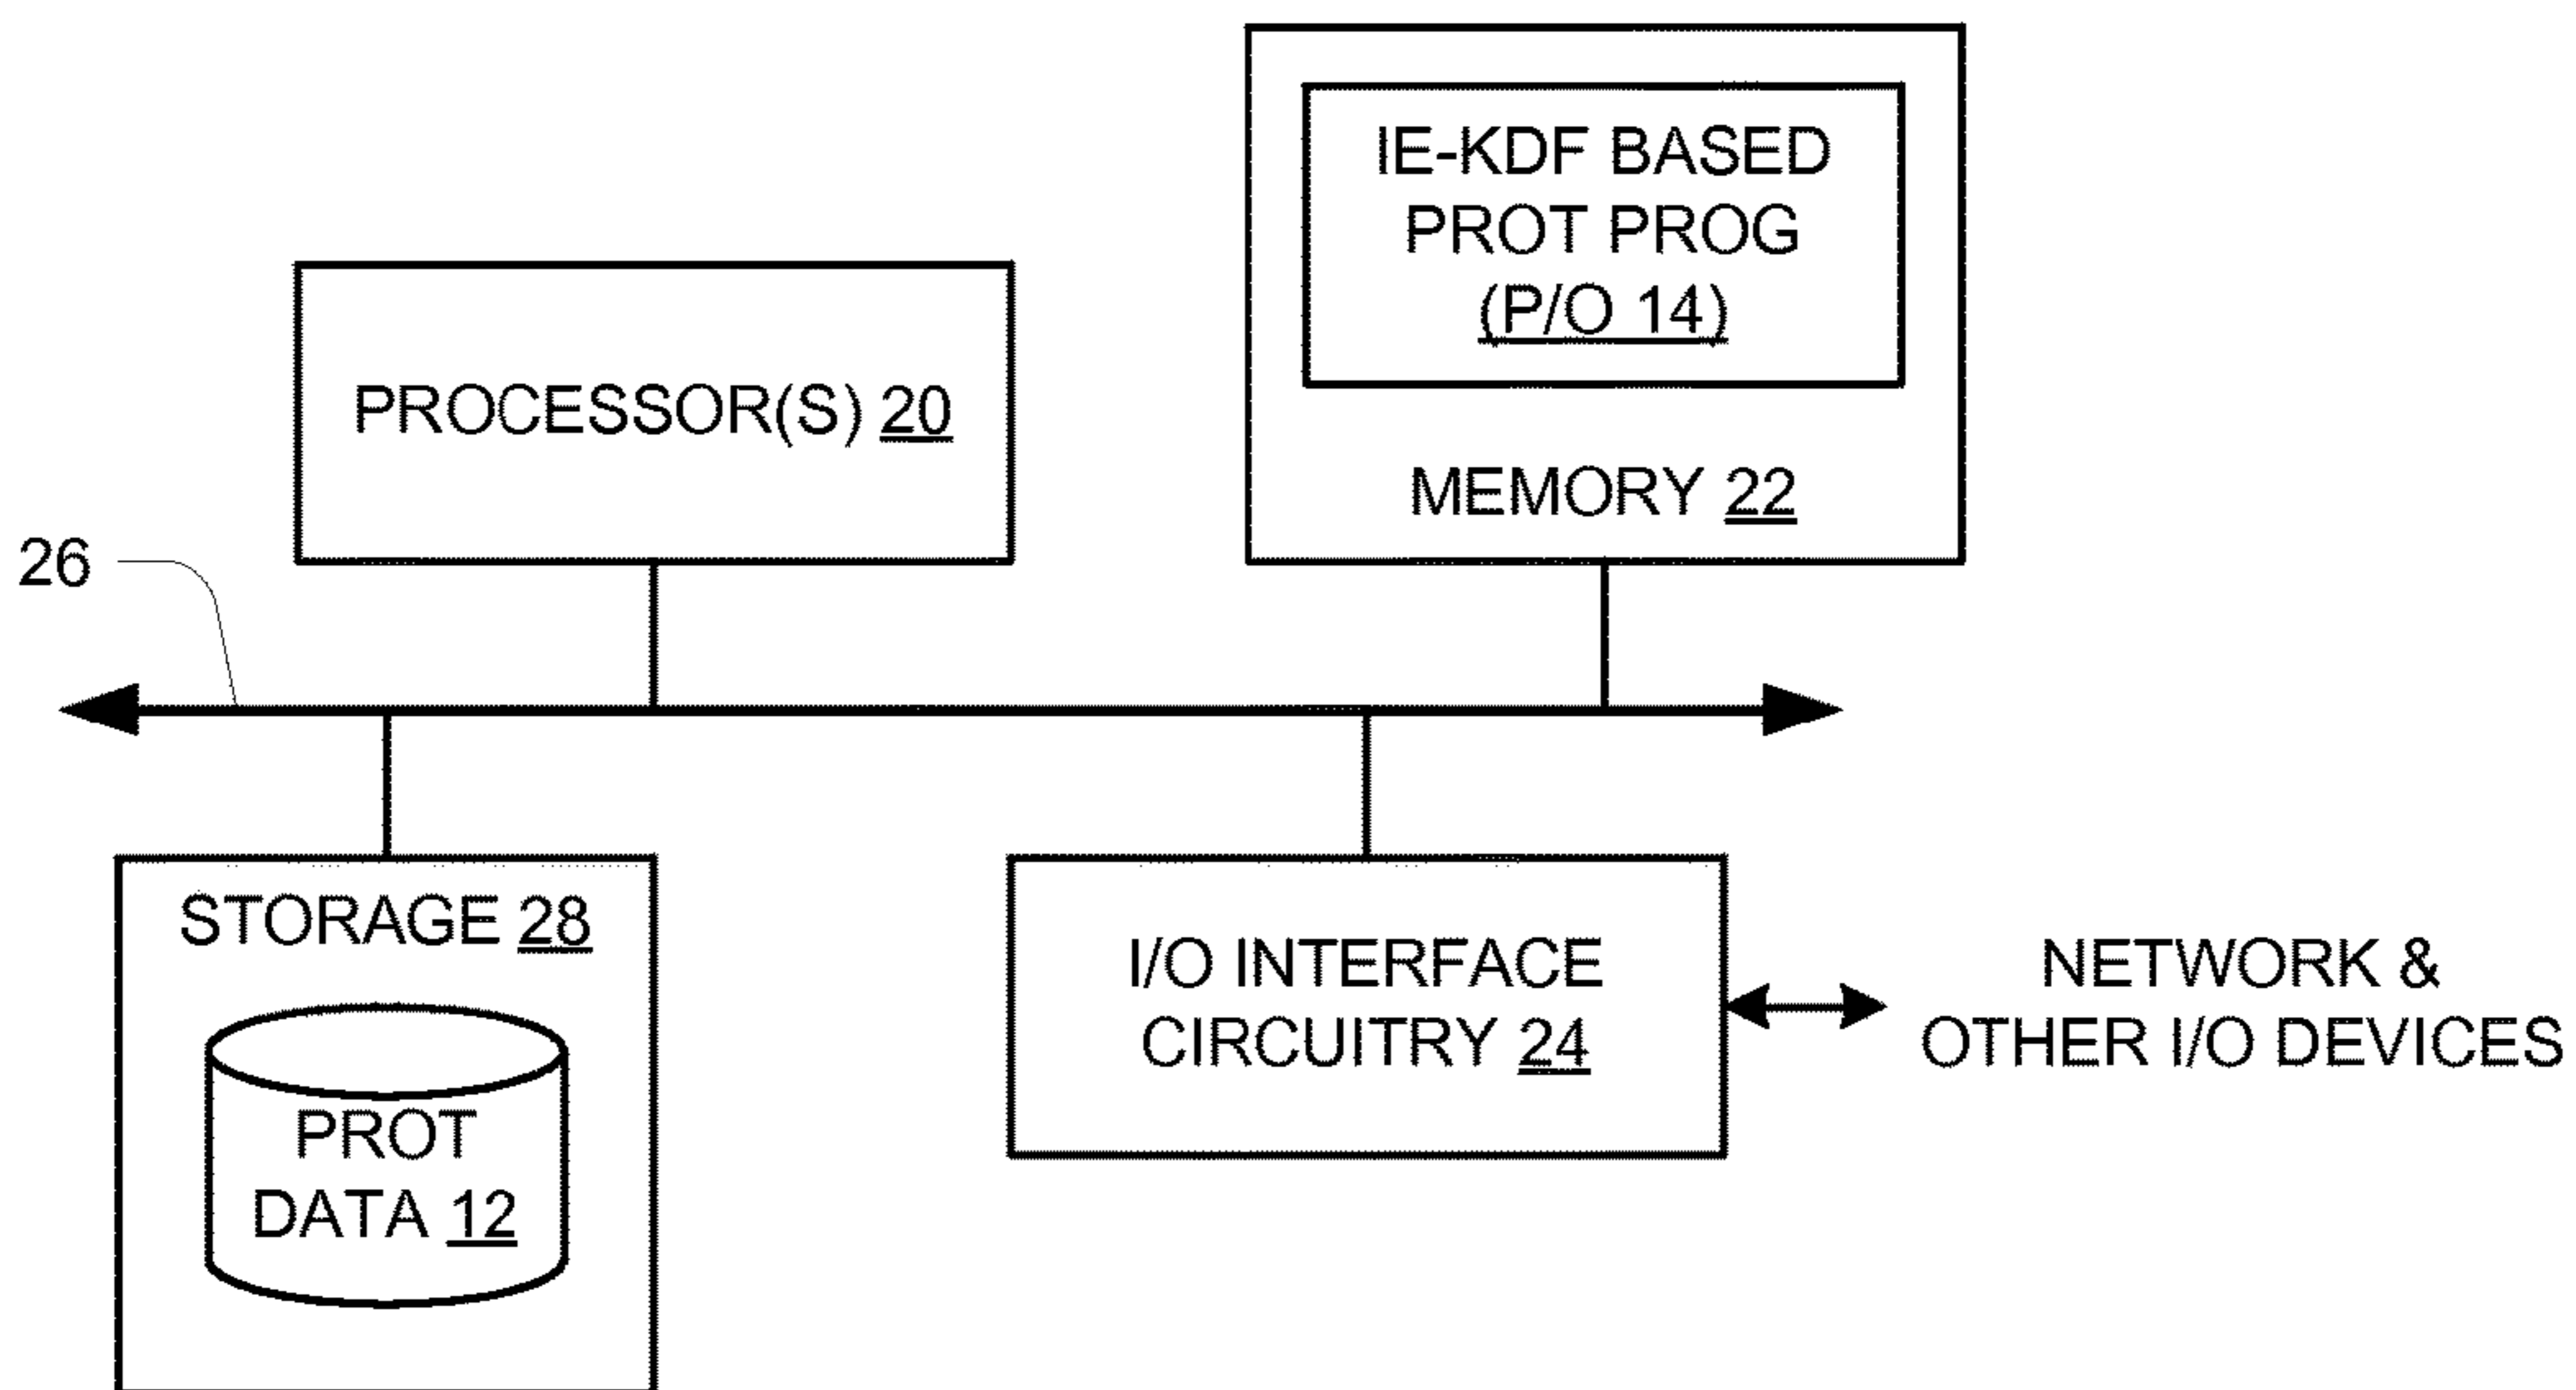 IE-KDF BASED
PROT PROG
(P/O 14)
PROCESSOR(S) 20
MEMORY 22
26
STORAGE 28
PROT
DATA 12
I/O INTERFACE
CIRCUITRY 24
NETWORK &
OTHER I/O DEVICES